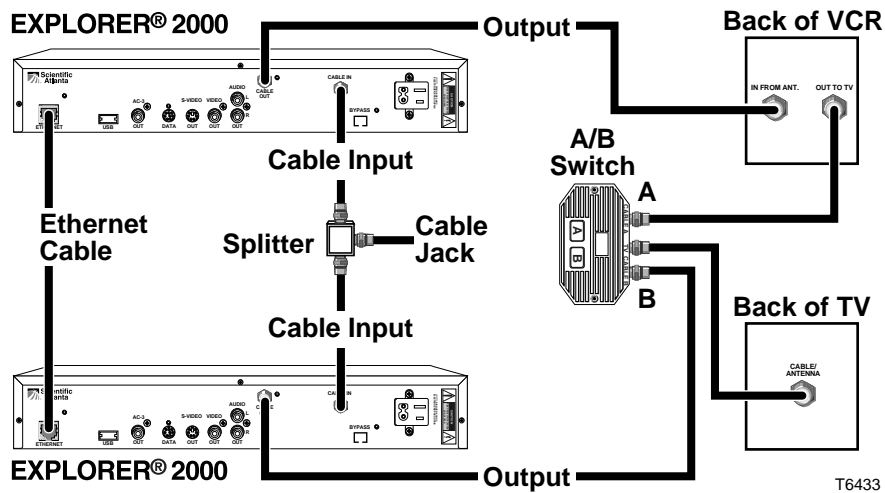 EXPLORER® 2000
Output
Back of VCR
Scientific
Atlanta
ETHERNET
USB
AC-3
OUT
DATA
S-VIDEO
OUT
VIDEO
OUT
AUDIO
L
R
OUT
CABLE
OUT
CABLE IN
BYPASS
IN FROM ANT.
OUT TO TV
Cable Input
A/B
Switch
A
CABLE A
TV
CABLE B
A
B
B
Ethernet
Cable
Splitter
Cable
Jack
Cable Input
Back of TV
CABLE/
ANTENNA
Scientific
Atlanta
ETHERNET
USB
AC-3
OUT
DATA
S-VIDEO
OUT
VIDEO
OUT
AUDIO
L
R
OUT
BYPASS
EXPLORER® 2000
Output
T6433